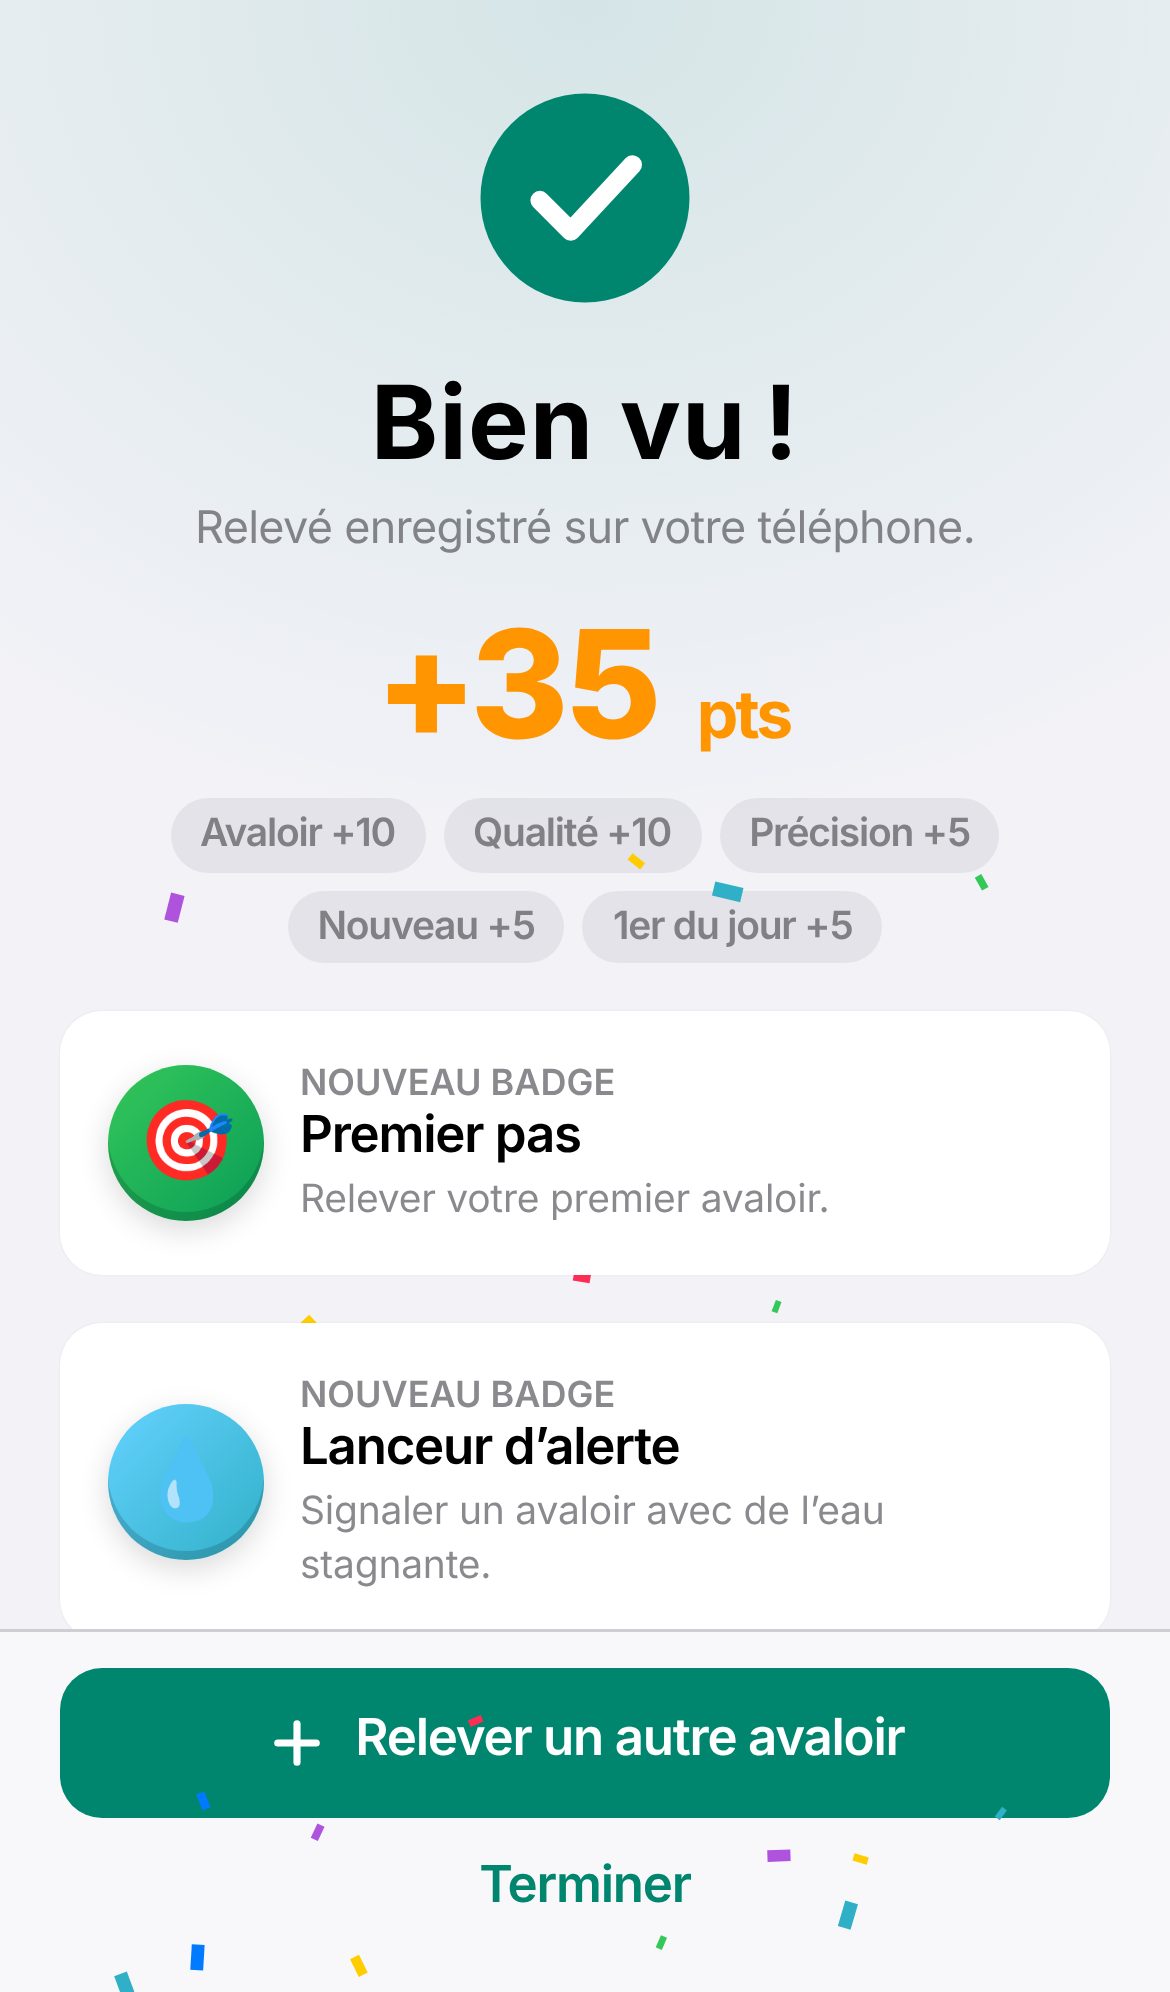 Bien vu !
Relevé enregistré sur votre téléphone.
+35 pts
Avaloir +10 Qualité +10 Précision +5
Nouveau +5 1er du jour +5
NOUVEAU BADGE
Premier pas
Relever votre premier avaloir.
NOUVEAU BADGE
Lanceur d’alerte
Signaler un avaloir avec de l’eau
stagnante.
+ Relever un autre avaloir
Terminer